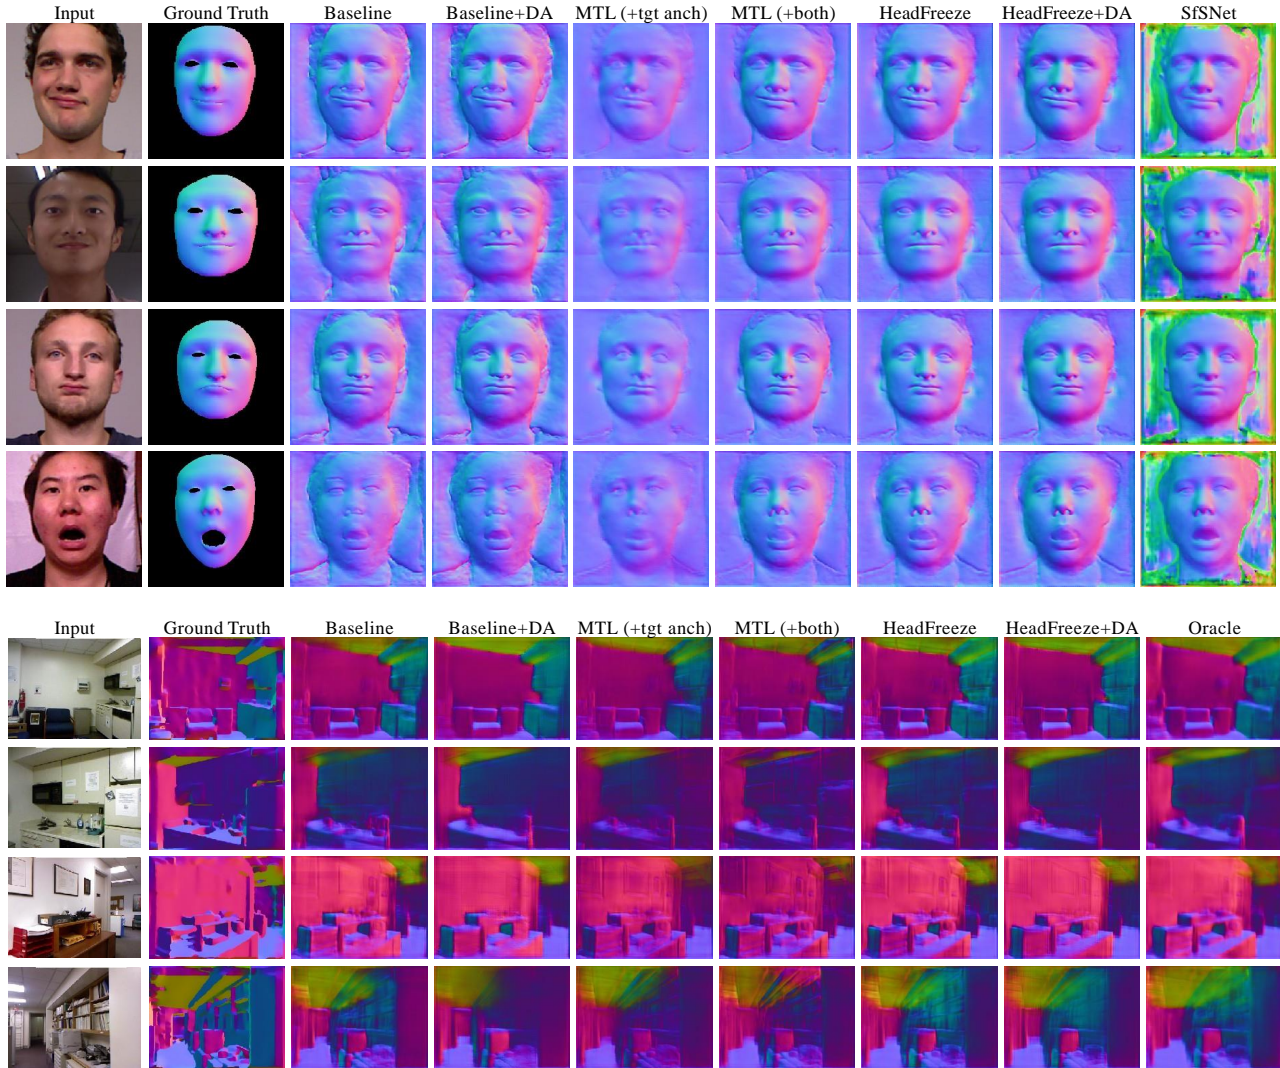 Input Ground Truth Baseline Baseline+DA MTL (+tgt anch) MTL (+both) HeadFreeze HeadFreeze+DA SfSNet
Input Ground Truth Baseline Baseline+DA MTL (+tgt anch) MTL (+both) HeadFreeze HeadFreeze+DA Oracle